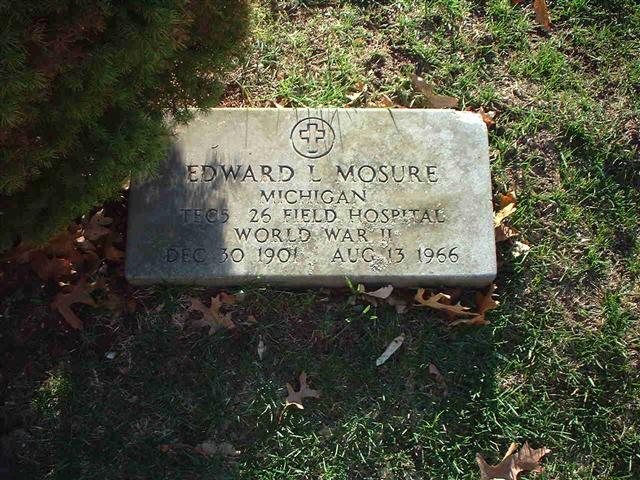 EDWARD L MOSURE
MICHIGAN
TEC5 26 FIELD HOSPITAL
WORLD WAR II
DEC 30 1901 AUG 13 1966